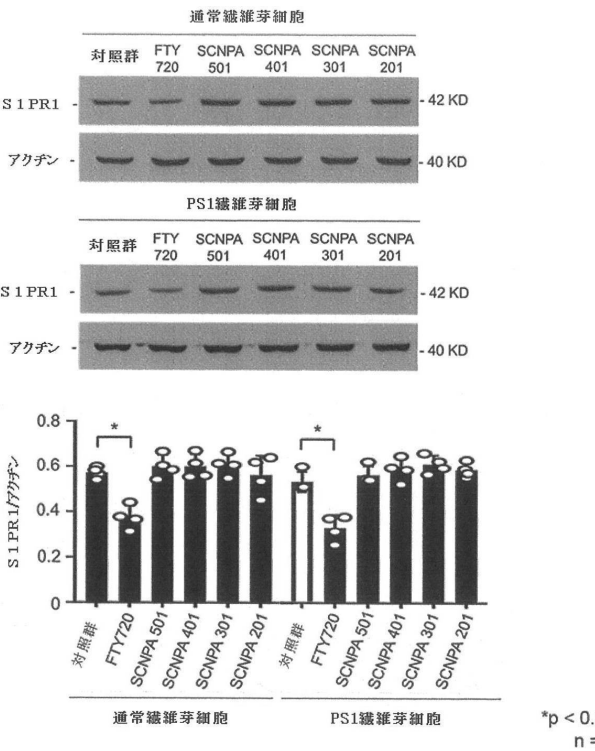 通常繊維芽細胞
対照群 FTY 720 SCNPA 501 SCNPA 401 SCNPA 301 SCNPA 201
S1PR1 - - 42 KD
アクチン - - 40 KD
PS1繊維芽細胞
対照群 FTY 720 SCNPA 501 SCNPA 401 SCNPA 301 SCNPA 201
S1PR1 - - 42 KD
アクチン - - 40 KD
S1PR1/アクチン
0.8
0.6
0.4
0.2
0
* *
対照群 FTY720 SCNPA 501 SCNPA 401 SCNPA 301 SCNPA 201 対照群 FTY720 SCNPA 501 SCNPA 401 SCNPA 301 SCNPA 201
通常繊維芽細胞 PS1繊維芽細胞
*p < 0.
n =